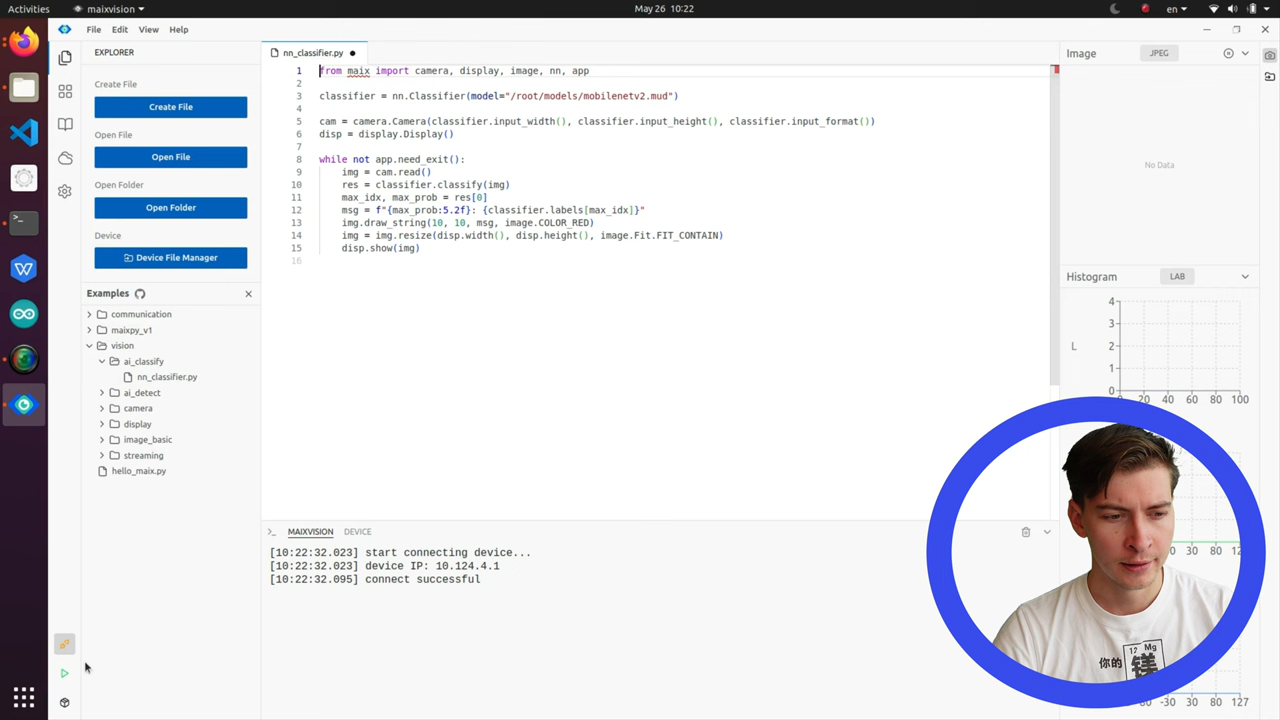 Activities
maixvision
May 26 10:22
en
File Edit View Help
EXPLORER
Create File
Create File
Open File
Open File
Open Folder
Open Folder
Device
Device File Manager
Examples
communication
maixpy_v1
vision
ai_classify
nn_classifier.py
ai_detect
camera
display
image_basic
streaming
hello_maix.py
nn_classifier.py
1 from maix import camera, display, image, nn, app
2
3 classifier = nn.Classifier(model="/root/models/mobilenetv2.mud")
4
5 cam = camera.Camera(classifier.input_width(), classifier.input_height(), classifier.input_format())
6 disp = display.Display()
7
8 while not app.need_exit():
9 img = cam.read()
10 res = classifier.classify(img)
11 max_idx, max_prob = res[0]
12 msg = f"{max_prob:5.2f}: {classifier.labels[max_idx]}"
13 img.draw_string(10, 10, msg, image.COLOR_RED)
14 img = img.resize(disp.width(), disp.height(), image.Fit.FIT_CONTAIN)
15 disp.show(img)
16
MAIXVISION DEVICE
[10:22:32.023] start connecting device...
[10:22:32.023] device IP: 10.124.4.1
[10:22:32.095] connect successful
Image JPEG
No Data
Histogram LAB
4
3
L 2
1
0
0 20 40 60 80 100
0 30 80
-30 30 80 127
12 Mg
你的 镁